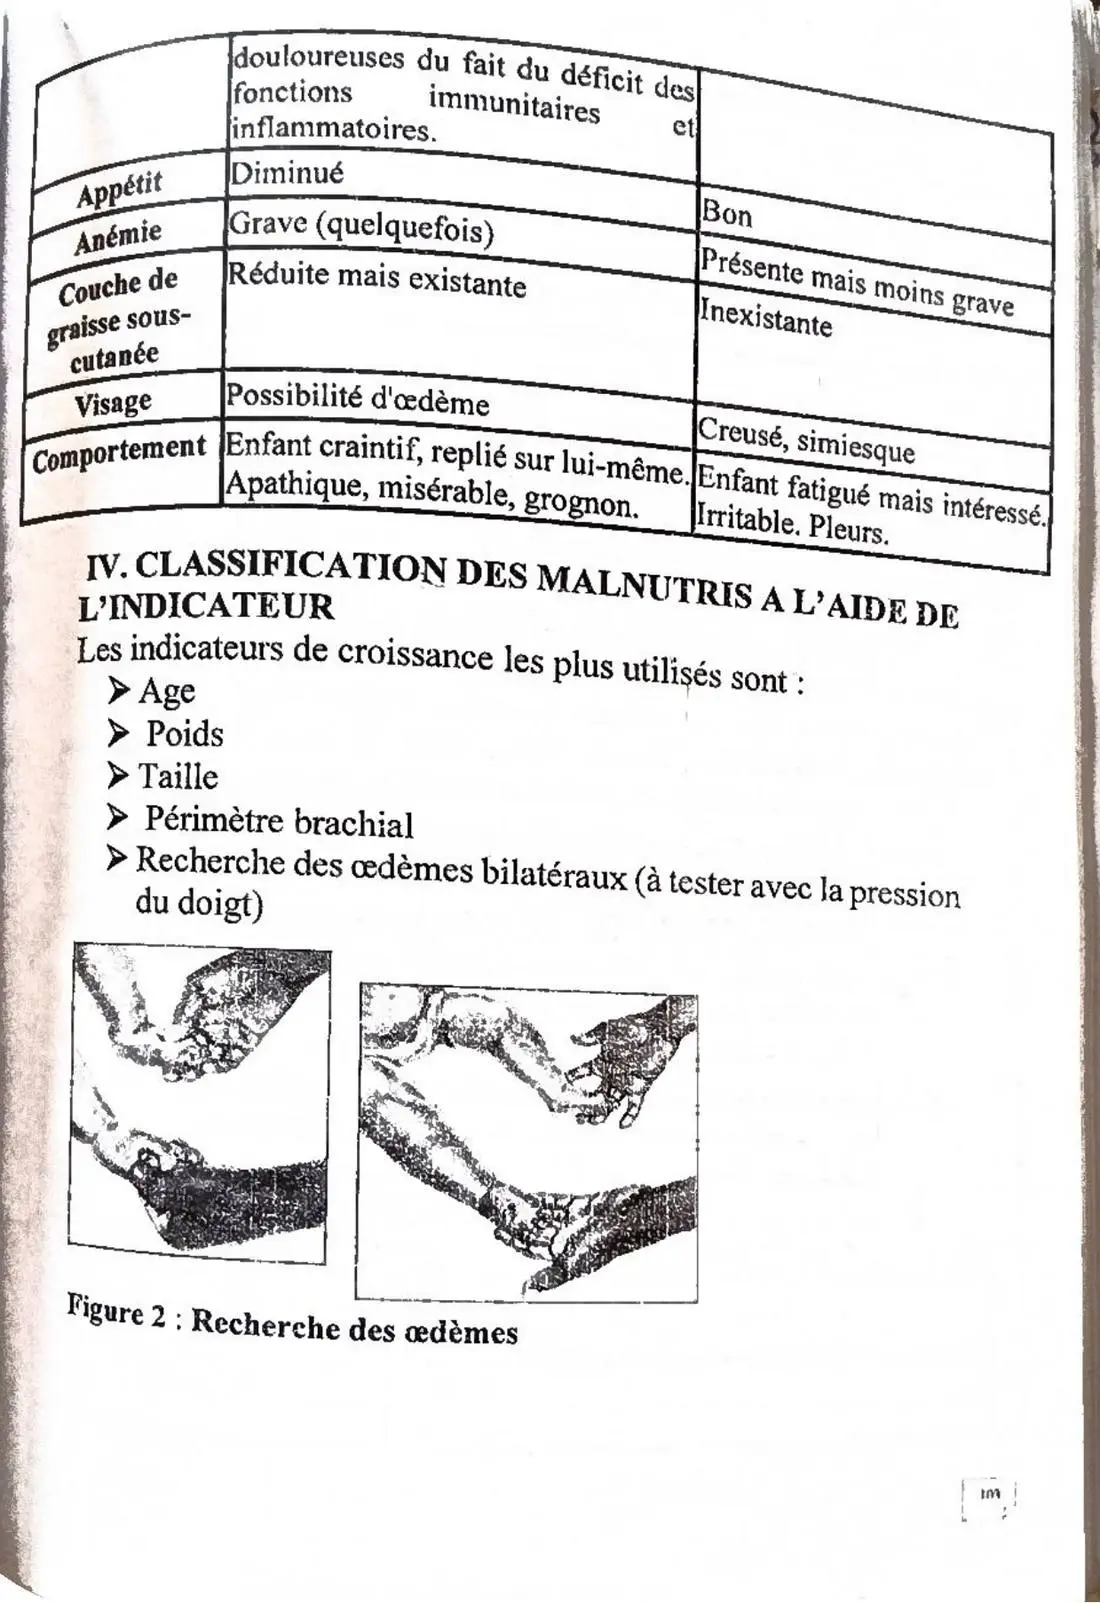 douloureuses du fait du déficit des
fonctions immunitaires et
inflammatoires.
Appétit
Diminué
Bon
Anémie
Grave (quelquefois)
Présente mais moins grave
Couche de
graisse sous-
cutanée
Réduite mais existante
Inexistante
Visage
Possibilité d'œdème
Creusé, simiesque
Comportement
Enfant craintif, replié sur lui-même.
Apathique, misérable, grognon.
Enfant fatigué mais intéressé.
Irritable. Pleurs.
IV. CLASSIFICATION DES MALNUTRIS A L'AIDE DE
L'INDICATEUR
Les indicateurs de croissance les plus utilisés sont :
➢ Age
➢ Poids
➢ Taille
➢ Périmètre brachial
➢ Recherche des œdèmes bilatéraux (à tester avec la pression
du doigt)
Figure 2 : Recherche des œdèmes